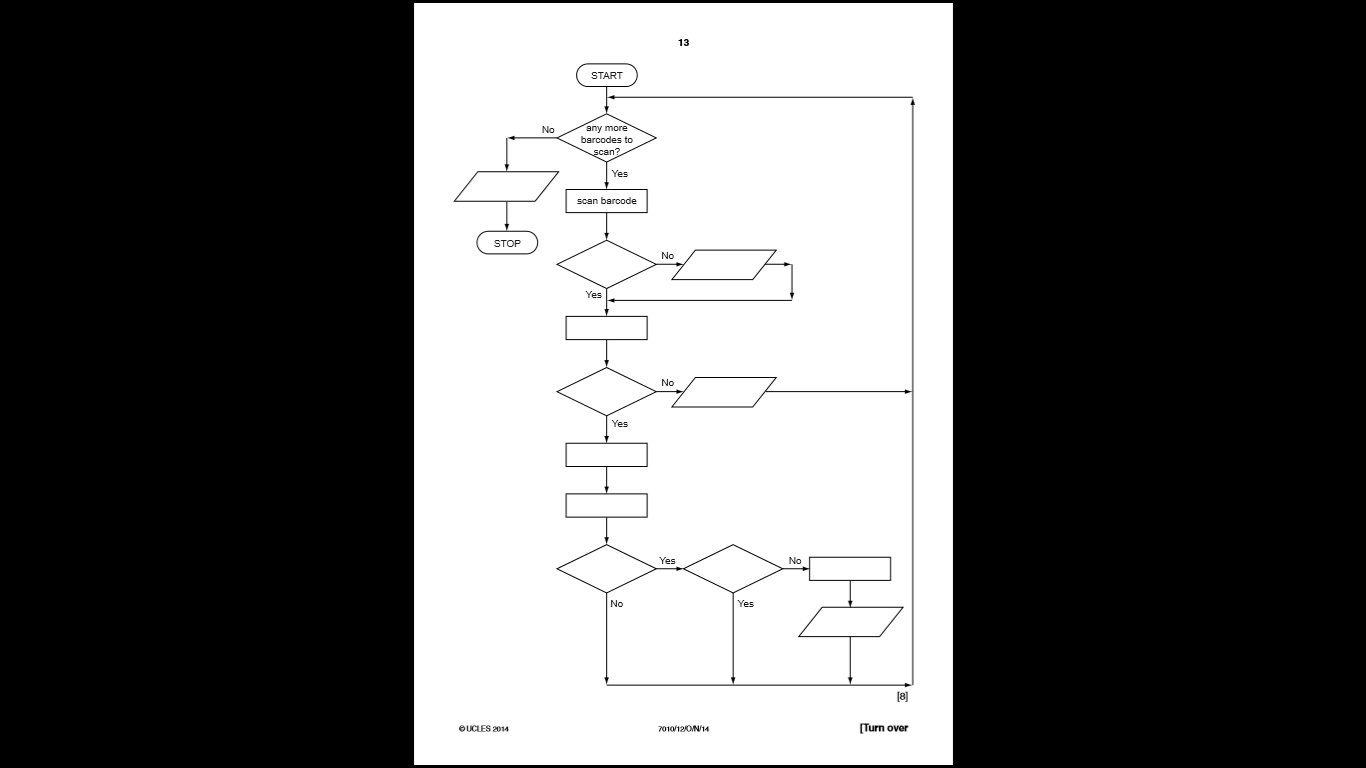 13
START
No
any more
barcodes to
scan?
Yes
scan barcode
STOP
No
Yes
No
Yes
Yes
No
No
Yes
[8]
© UCLES 2014
7010/12/O/N/14
[Turn over